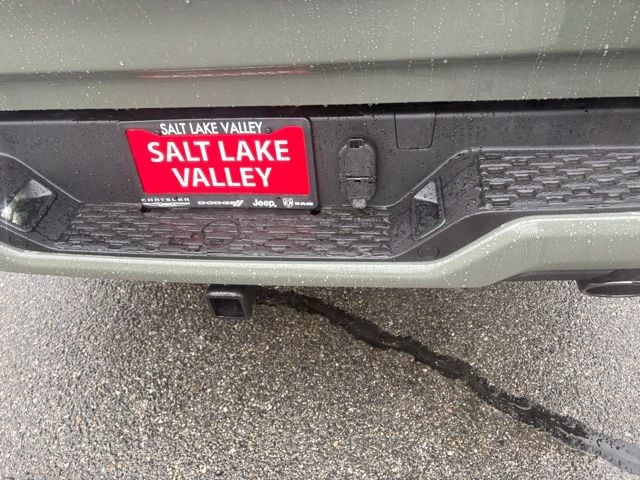 SALT LAKE VALLEY
SALT LAKE
VALLEY
CHRYSLER DODGE Jeep RAM